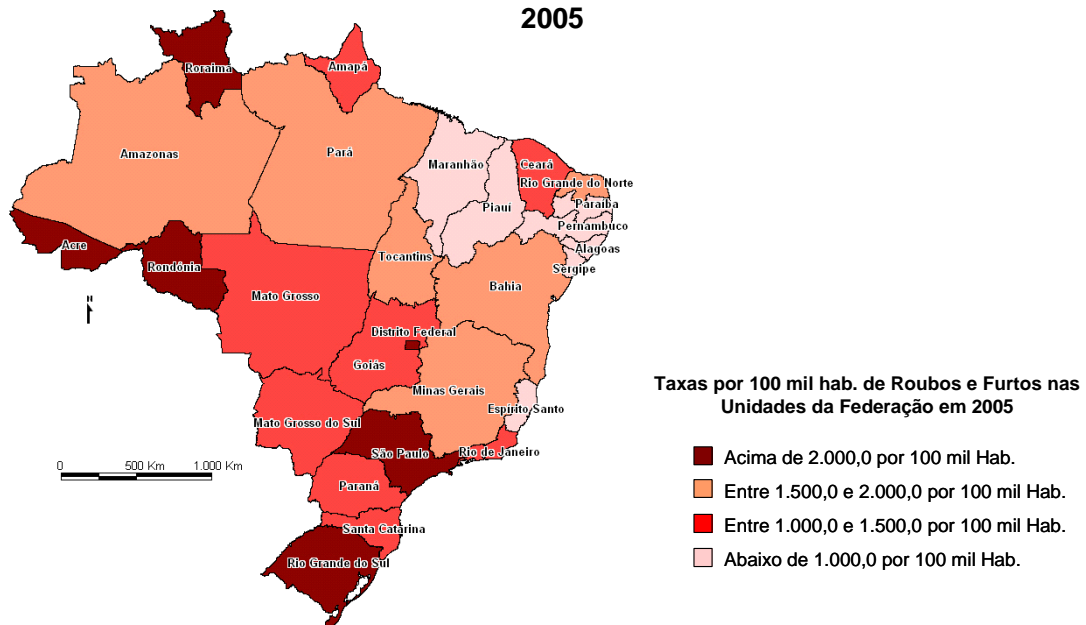 2005
Roraima
Amapá
Amazonas
Pará
Maranhão
Ceará
Rio Grande do Norte
Piauí
Paraíba
Pernambuco
Alagoas
Sergipe
Acre
Rondônia
Tocantins
Bahia
Mato Grosso
N
Distrito Federal
Goiás
Minas Gerais
Espírito Santo
Mato Grosso do Sul
São Paulo
Rio de Janeiro
0 500 Km 1.000 Km
Paraná
Santa Catarina
Rio Grande do Sul
Taxas por 100 mil hab. de Roubos e Furtos nas
Unidades da Federação em 2005
Acima de 2.000,0 por 100 mil Hab.
Entre 1.500,0 e 2.000,0 por 100 mil Hab.
Entre 1.000,0 e 1.500,0 por 100 mil Hab.
Abaixo de 1.000,0 por 100 mil Hab.